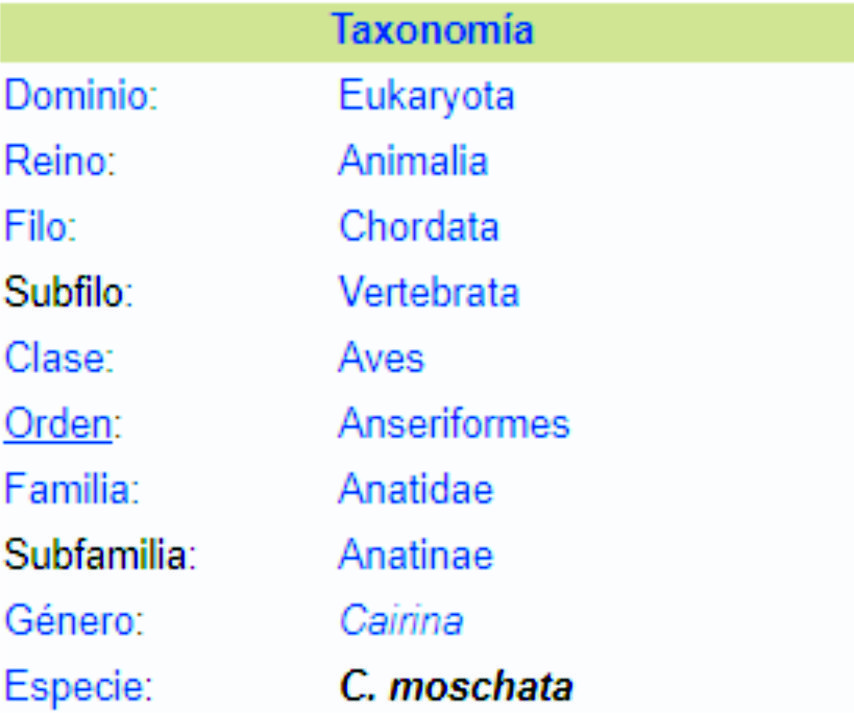 Taxonomía
Dominio: Eukaryota
Reino: Animalia
Filo: Chordata
Subfilo: Vertebrata
Clase: Aves
Orden: Anseriformes
Familia: Anatidae
Subfamilia: Anatinae
Género: Cairina
Especie: C. moschata